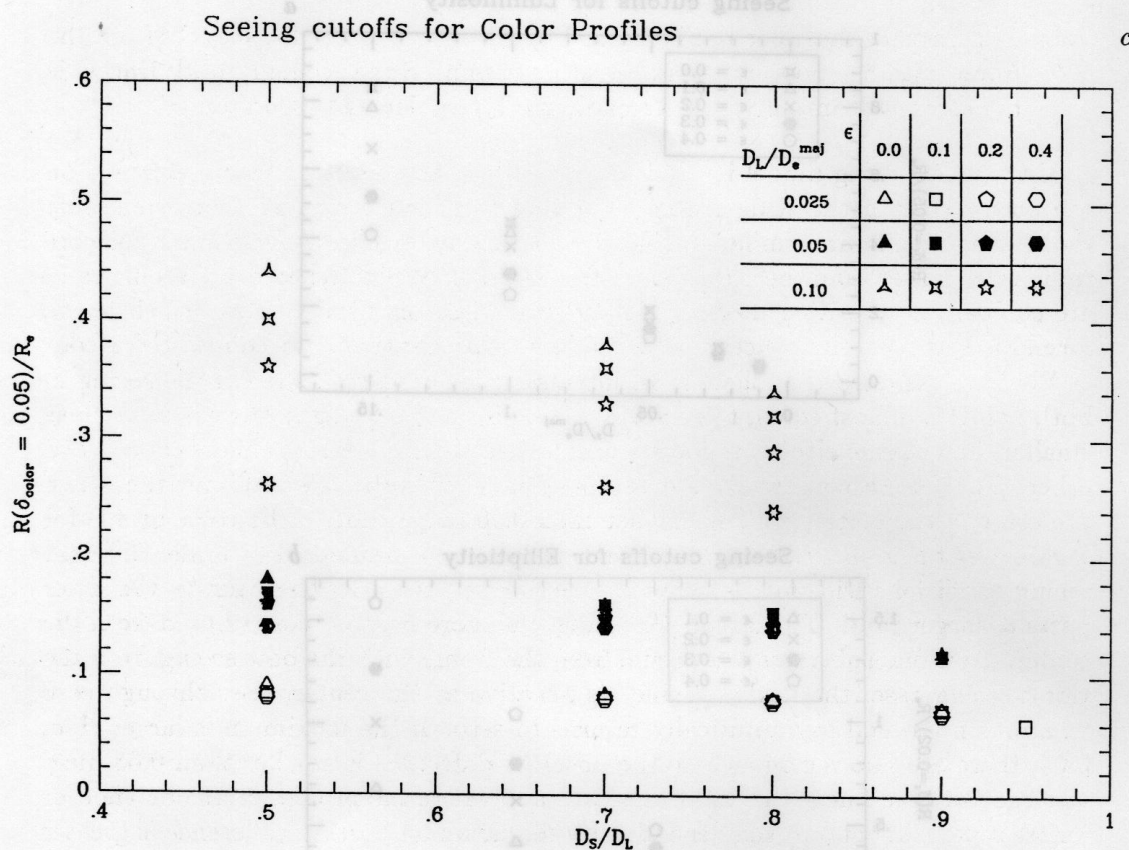 Seeing cutoffs for Color Profiles
c
.6
.5
.4
.3
.2
.1
0
R(δcolor = 0.05)/Re
ϵ
DL/De maj 0.0 0.1 0.2 0.4
0.025
0.05
0.10
.4 .5 .6 .7 .8 .9 1
DS/DL